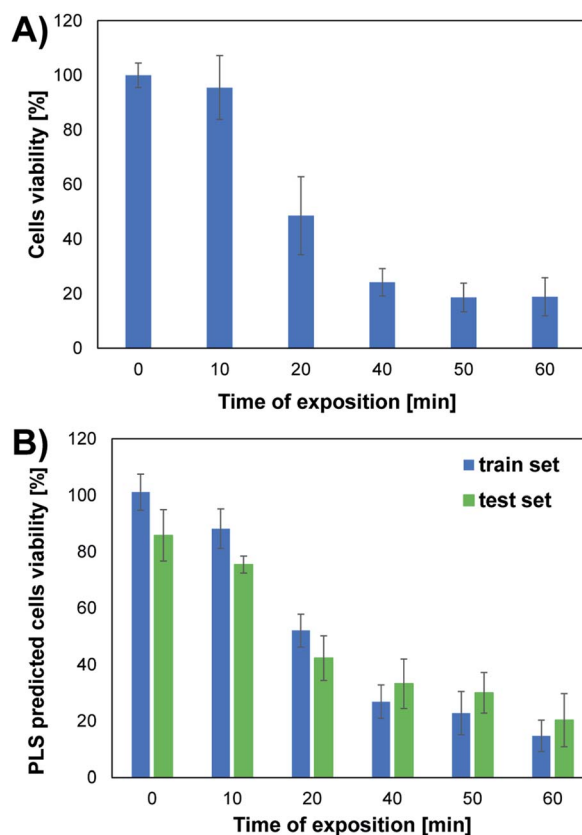 A)
Cells viability [%]
120
100
80
60
40
20
0
0 10 20 40 50 60
Time of exposition [min]
B)
PLS predicted cells viability [%]
120
100
80
60
40
20
0
train set
test set
0 10 20 40 50 60
Time of exposition [min]